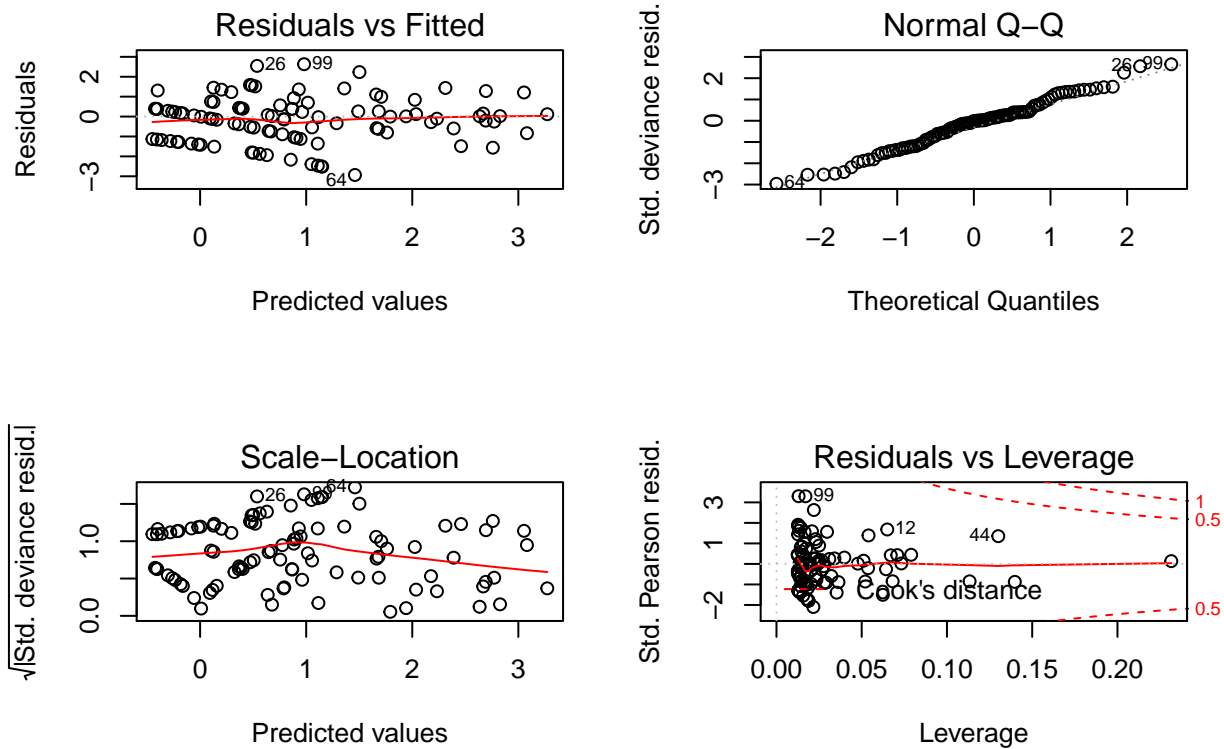 Residuals vs Fitted
Residuals
2
0
−3
26
99
64
0 1 2 3
Predicted values
Normal Q−Q
Std. deviance resid.
2
0
−3
26
99
64
−2 −1 0 1 2
Theoretical Quantiles
Scale−Location
√|Std. deviance resid.|
1.0
0.0
26
99
64
0 1 2 3
Predicted values
Residuals vs Leverage
Std. Pearson resid.
3
1
−2
99
12
44
Cook's distance
1
0.5
0.5
0.00 0.05 0.10 0.15 0.20
Leverage